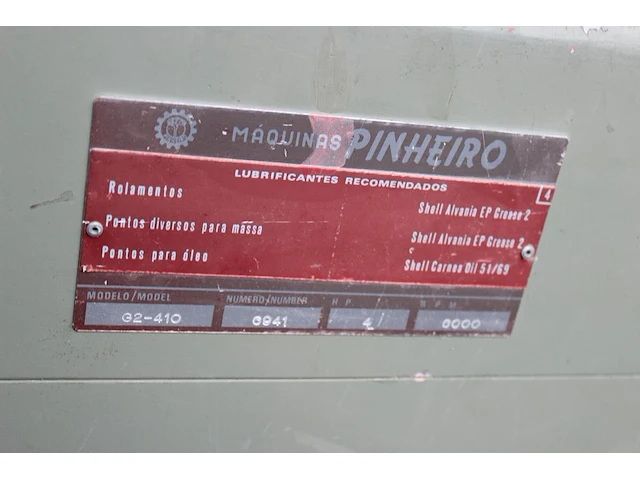 MÁQUINAS PINHEIRO
LUBRIFICANTES RECOMENDADOS
4
Rolamentos Shell Alvania EP Grease 2
Pontos diversos para massa Shell Alvania EP Grease 2
Pontos para óleo Shell Carnea Oil 51/69
MODELO/MODEL NUMERO/NUMBER H P R P M
G2-410 6941 4 6000